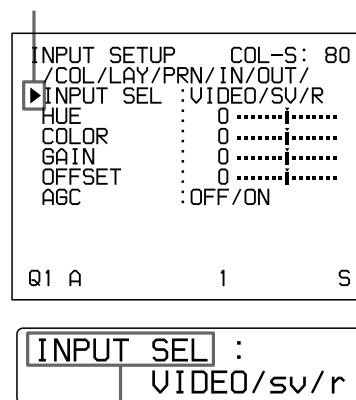 INPUT SETUP COL-S: 80
/COL/LAY/PRN/IN/OUT/
▶INPUT SEL :VIDEO/SV/R
HUE : 0
COLOR : 0
GAIN : 0
OFFSET : 0
AGC :OFF/ON
Q1 A 1 S
INPUT SEL :
VIDEO/sv/r